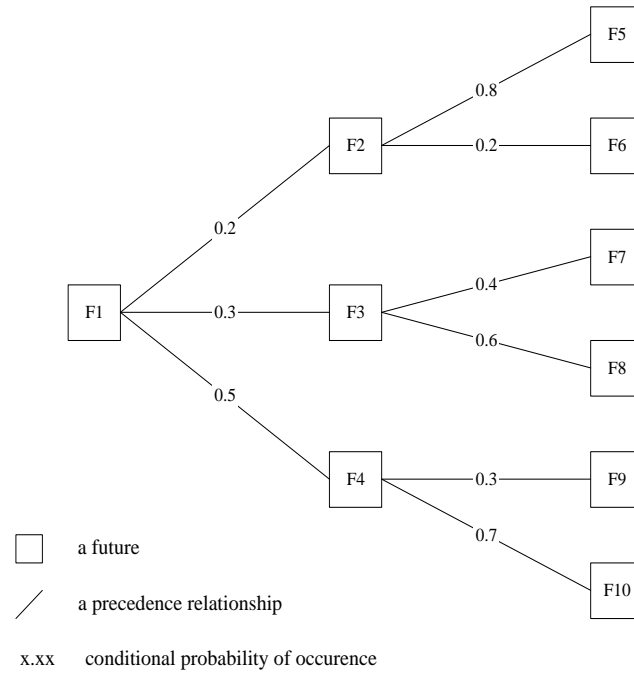 F5
0.8
F2
0.2
F6
0.2
F7
0.4
F1
0.3
F3
0.6
F8
0.5
F4
0.3
F9
0.7
F10
a future
a precedence relationship
x.xx conditional probability of occurence